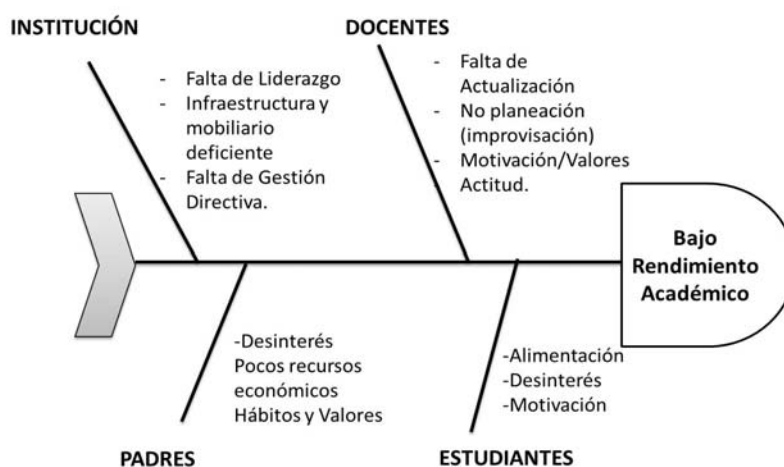 INSTITUCIÓN
- Falta de Liderazgo
- Infraestructura y
mobiliario
deficiente
- Falta de Gestión
Directiva.
DOCENTES
- Falta de
Actualización
- No planeación
(improvisación)
- Motivación/Valores
- Actitud.
Bajo
Rendimiento
Académico
-Desinterés
Pocos recursos
económicos
Hábitos y Valores
PADRES
-Alimentación
-Desinterés
-Motivación
ESTUDIANTES